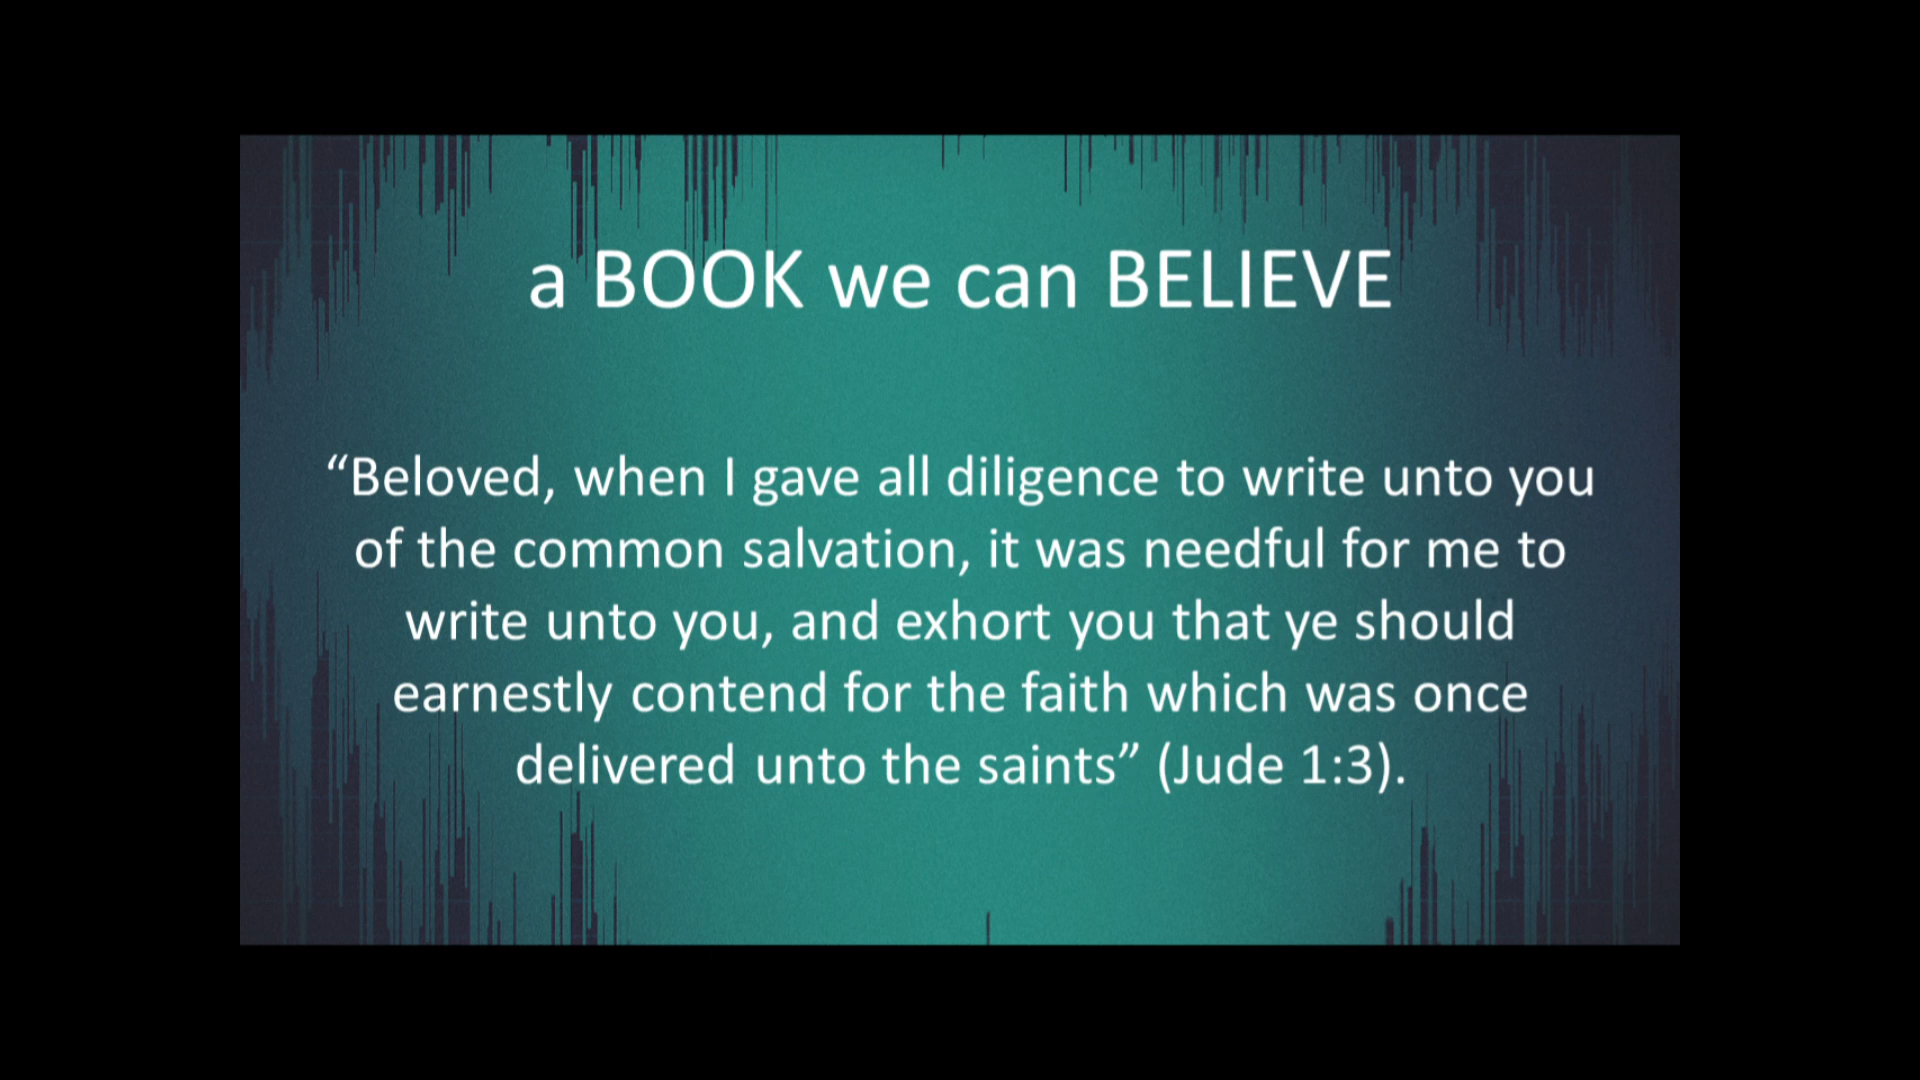 a BOOK we can BELIEVE
“Beloved, when I gave all diligence to write unto you
of the common salvation, it was needful for me to
write unto you, and exhort you that ye should
earnestly contend for the faith which was once
delivered unto the saints” (Jude 1:3).